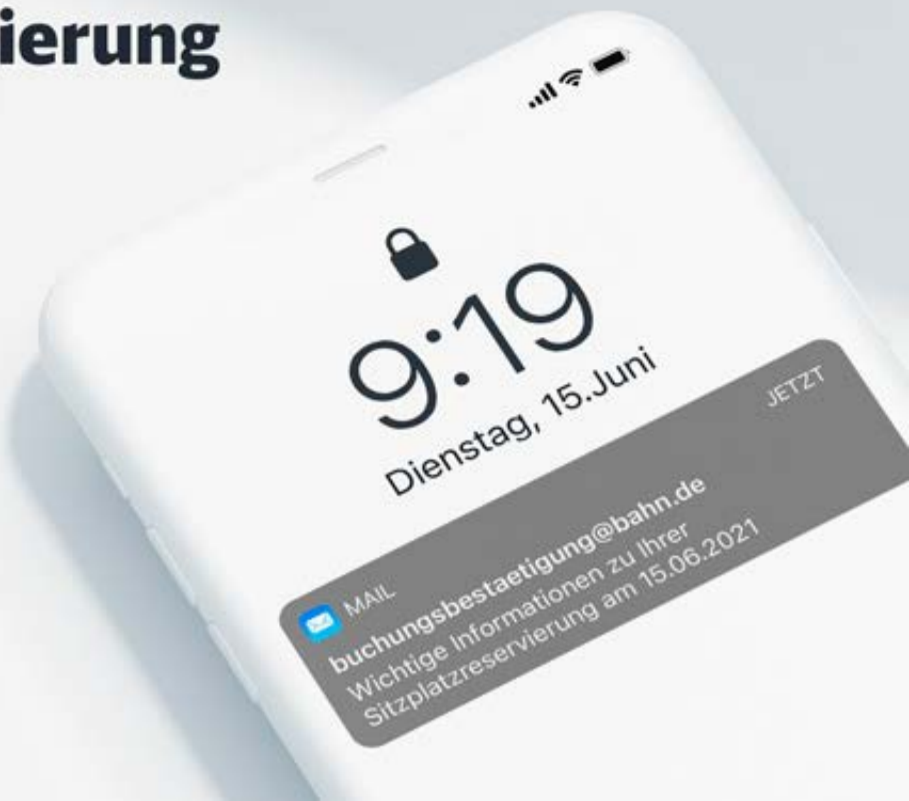 ierung
9:19
Dienstag, 15.Juni
JETZT
MAIL
buchungsbestaetigung@bahn.de
Wichtige Informationen zu Ihrer
Sitzplatzreservierung am 15.06.2021